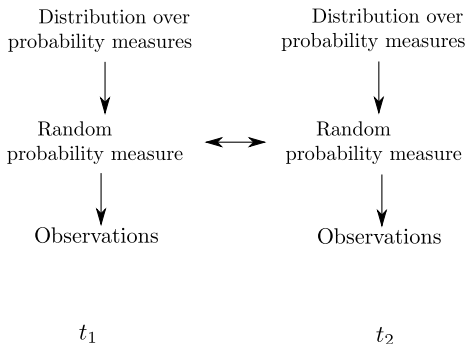 Distribution over
probability measures
Distribution over
probability measures
Random
probability measure
Random
probability measure
Observations
Observations
t₁
t₂